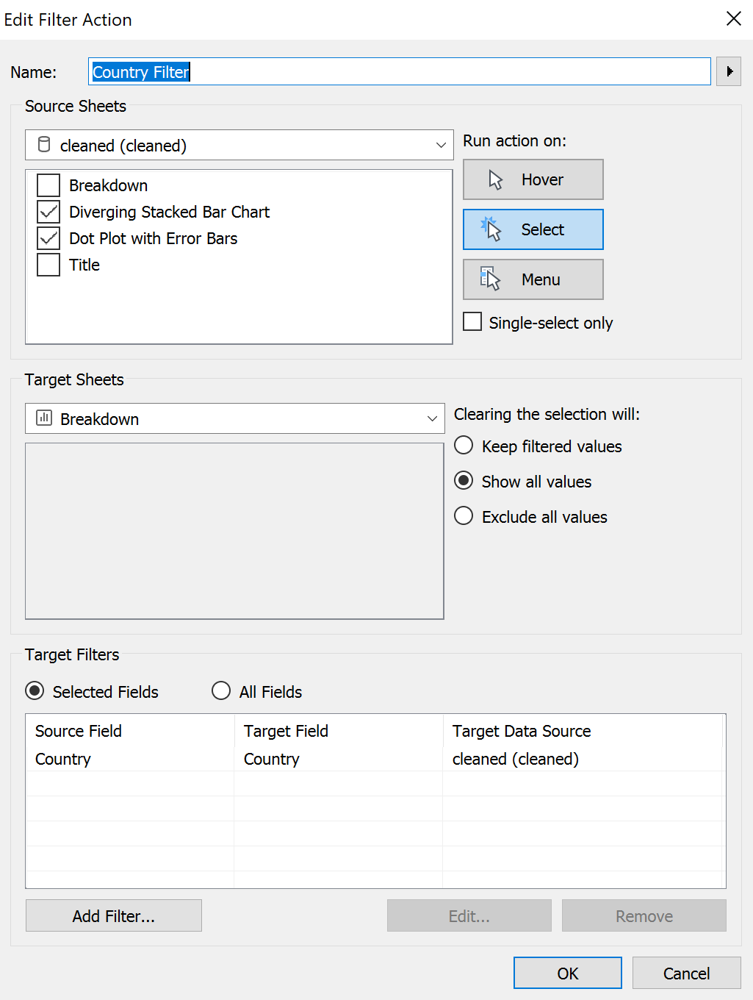 Edit Filter Action
Name: Country Filter
Source Sheets
cleaned (cleaned)
Run action on:
Breakdown
Diverging Stacked Bar Chart
Dot Plot with Error Bars
Title
Hover
Select
Menu
Single-select only
Target Sheets
Breakdown
Clearing the selection will:
Keep filtered values
Show all values
Exclude all values
Target Filters
Selected Fields All Fields
Source Field Target Field Target Data Source
Country Country cleaned (cleaned)
Add Filter... Edit... Remove
OK Cancel